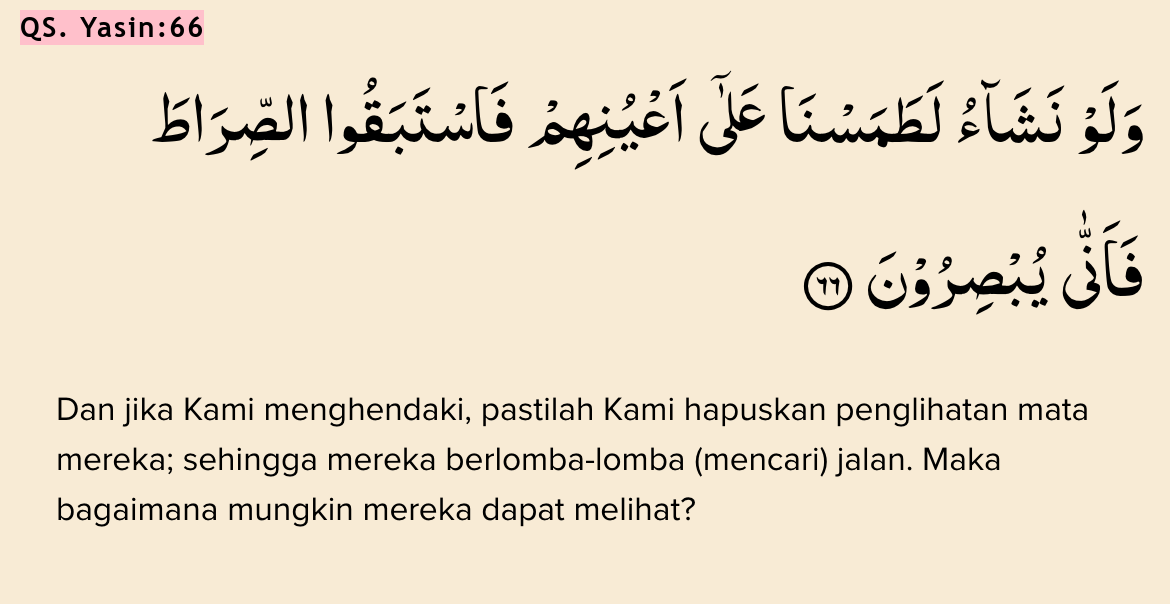 QS. Yasin:66
وَلَوْ نَشَاۤءُ لَطَمَسْنَا عَلٰٓى اَعْيُنِهِمْ فَاسْتَبَقُوا الصِّرَاطَ
فَاَنّٰى يُبْصِرُوْنَ ٦٦
Dan jika Kami menghendaki, pastilah Kami hapuskan penglihatan mata
mereka; sehingga mereka berlomba-lomba (mencari) jalan. Maka
bagaimana mungkin mereka dapat melihat?